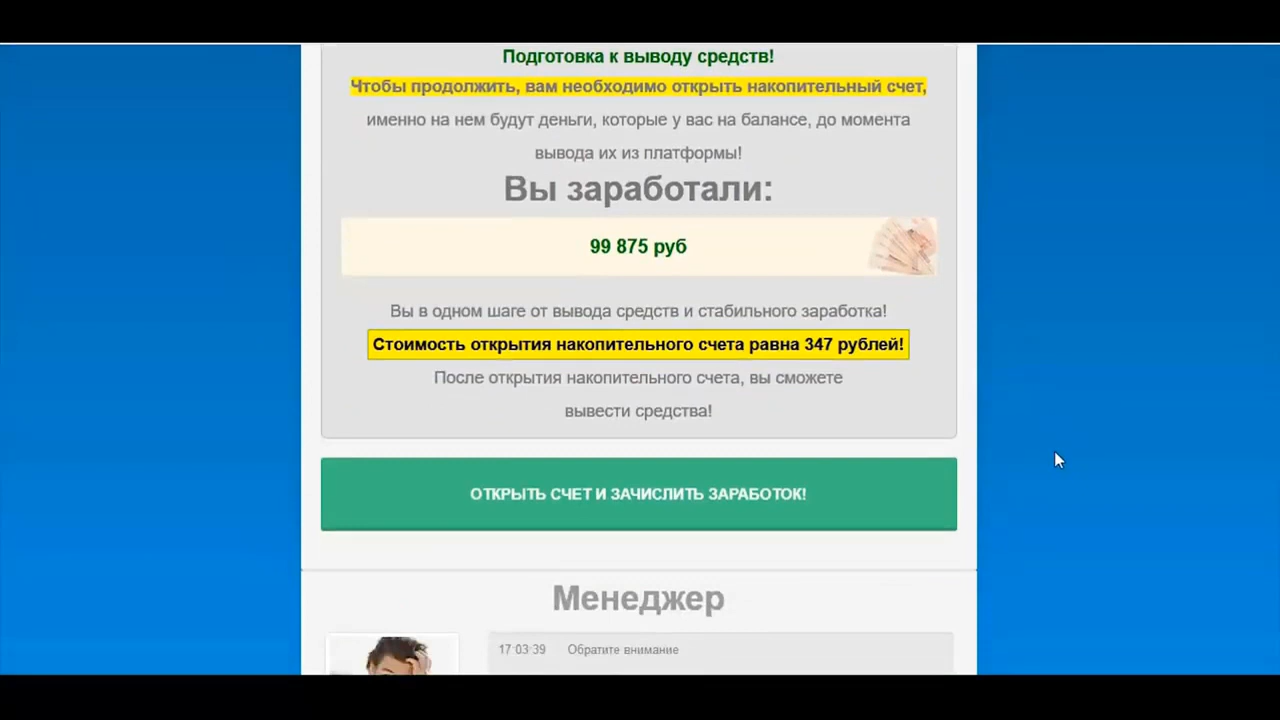 Подготовка к выводу средств!
Чтобы продолжить, вам необходимо открыть накопительный счет,
именно на нем будут деньги, которые у вас на балансе, до момента
вывода их из платформы!
Вы заработали:
99 875 руб
Вы в одном шаге от вывода средств и стабильного заработка!
Стоимость открытия накопительного счета равна 347 рублей!
После открытия накопительного счета, вы сможете
вывести средства!
ОТКРЫТЬ СЧЕТ И ЗАЧИСЛИТЬ ЗАРАБОТОК!
Менеджер
17:03:39 Обратите внимание